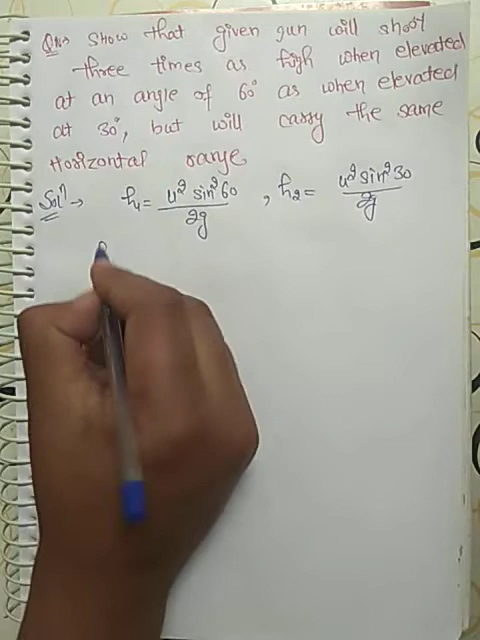 Qn:> Show that given gun will shoot
three times as high when elevated
at an angle of 60° as when elevated
at 30°, but will carry the same
Horizontal range
Sol^n → h₁ = u² sin² 60 / 2g , h₂ = u² sin² 30 / 2g